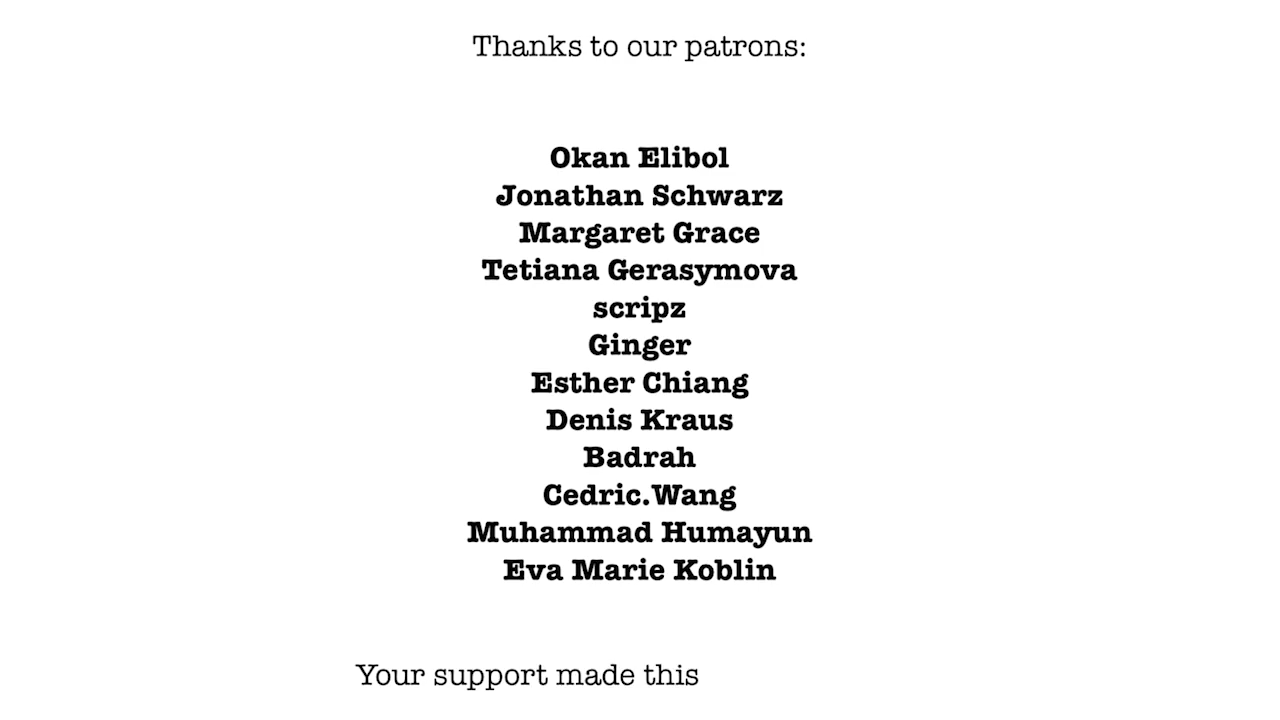 Thanks to our patrons:
Okan Elibol
Jonathan Schwarz
Margaret Grace
Tetiana Gerasymova
scripz
Ginger
Esther Chiang
Denis Kraus
Badrah
Cedric.Wang
Muhammad Humayun
Eva Marie Koblin
Your support made this